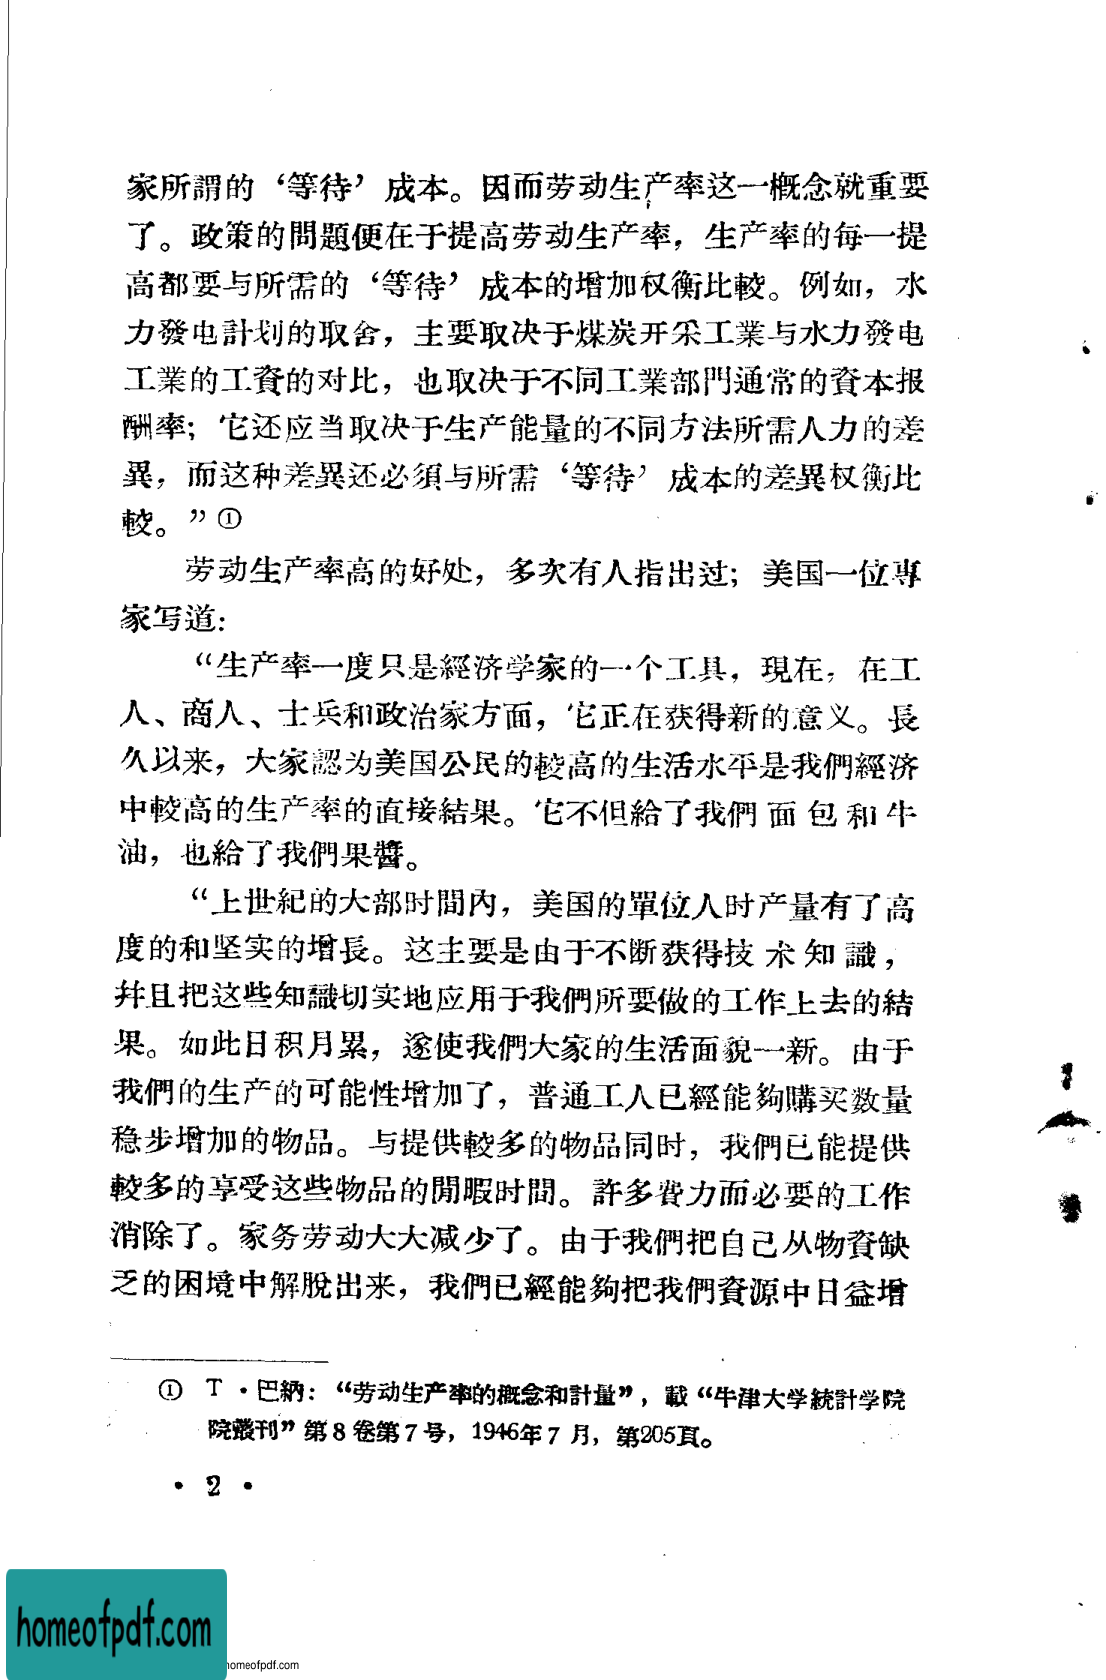 家所謂的‘等待’成本。因而劳动生产率这一概念就重要
了。政策的問題便在于提高劳动生产率，生产率的每一提
高都要与所需的‘等待’成本的增加权衡比較。例如，水
力發电計划的取舍，主要取决于煤炭开采工業与水力發电
工業的工資的对比，也取决于不同工業部門通常的資本报
酬率；它还应当取决于生产能量的不同方法所需人力的差
異，而这种差異还必須与所需‘等待’成本的差異权衡比
較。”①
劳动生产率高的好处，多次有人指出过；美国一位專
家写道：
“生产率一度只是經济学家的一个工具，現在，在工
人、商人、士兵和政治家方面，它正在获得新的意义。長
久以来，大家認为美国公民的較高的生活水平是我們經济
中較高的生产率的直接結果。它不但給了我們面包和牛
油，也給了我們果醬。
“上世紀的大部时間內，美国的單位人时产量有了高
度的和坚实的增長。这主要是由于不断获得技术知識，
幷且把这些知識切实地应用于我們所要做的工作上去的結
果。如此日积月累，遂使我們大家的生活面貌一新。由于
我們的生产的可能性增加了，普通工人已經能夠購买数量
稳步增加的物品。与提供較多的物品同时，我們已能提供
較多的享受这些物品的閒暇时間。許多費力而必要的工作
消除了。家务劳动大大减少了。由于我們把自己从物資缺
乏的困境中解脫出来，我們已經能夠把我們資源中日益增
① T·巴納：“劳动生产率的概念和計量”，載“牛津大学統計学院
院叢刊”第8卷第7号，1946年7月，第205頁。
· 2 ·
homeofpdf.com
homeofpdf.com